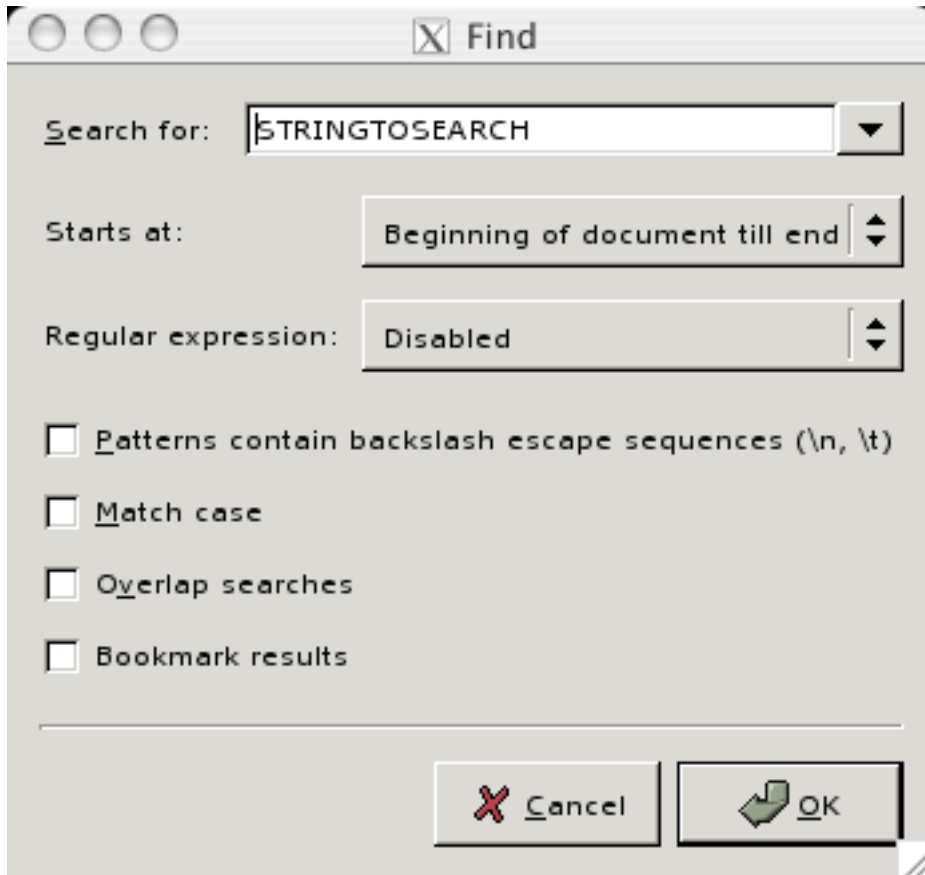 Find
Search for: STRINGTOSEARCH
Starts at: Beginning of document till end
Regular expression: Disabled
Patterns contain backslash escape sequences (\n, \t)
Match case
Overlap searches
Bookmark results
Cancel OK